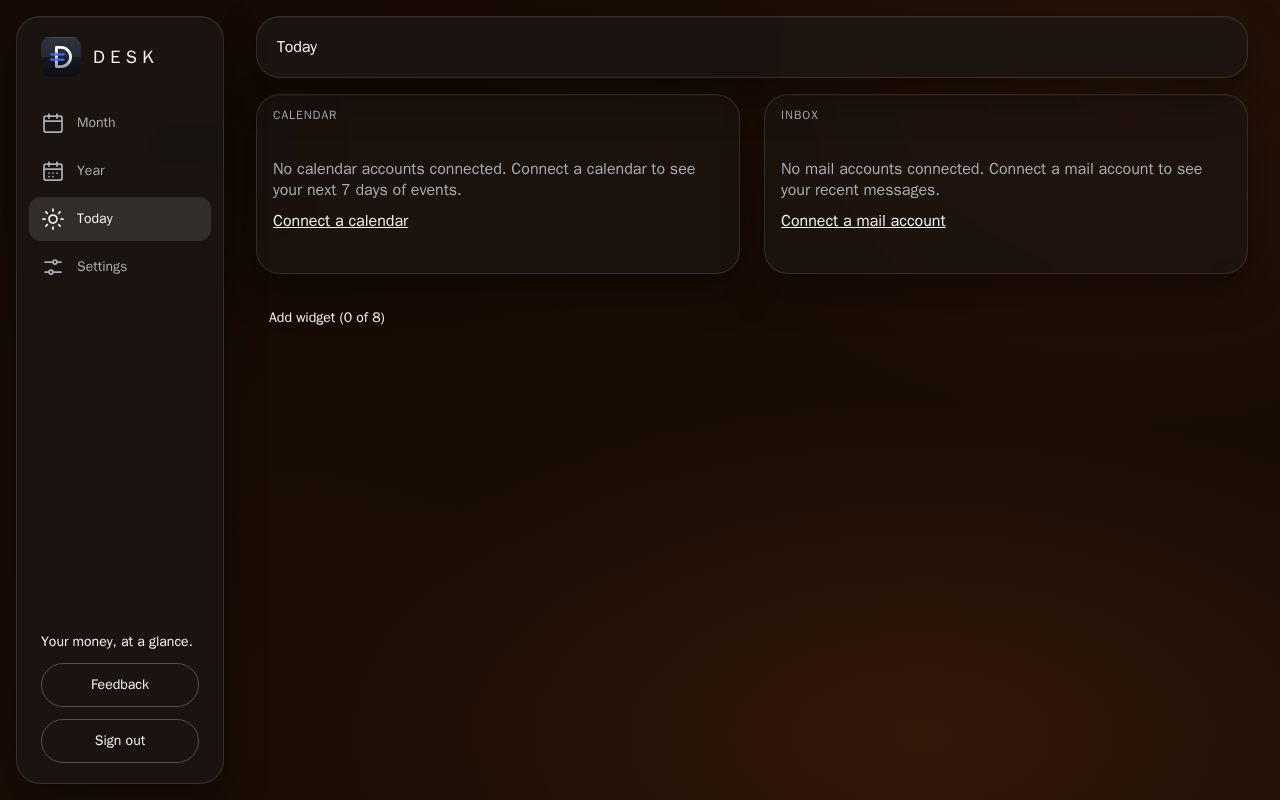 DESK
Month
Year
Today
Settings
Your money, at a glance.
Feedback
Sign out
Today
CALENDAR
No calendar accounts connected. Connect a calendar to see
your next 7 days of events.
Connect a calendar
INBOX
No mail accounts connected. Connect a mail account to see
your recent messages.
Connect a mail account
Add widget (0 of 8)